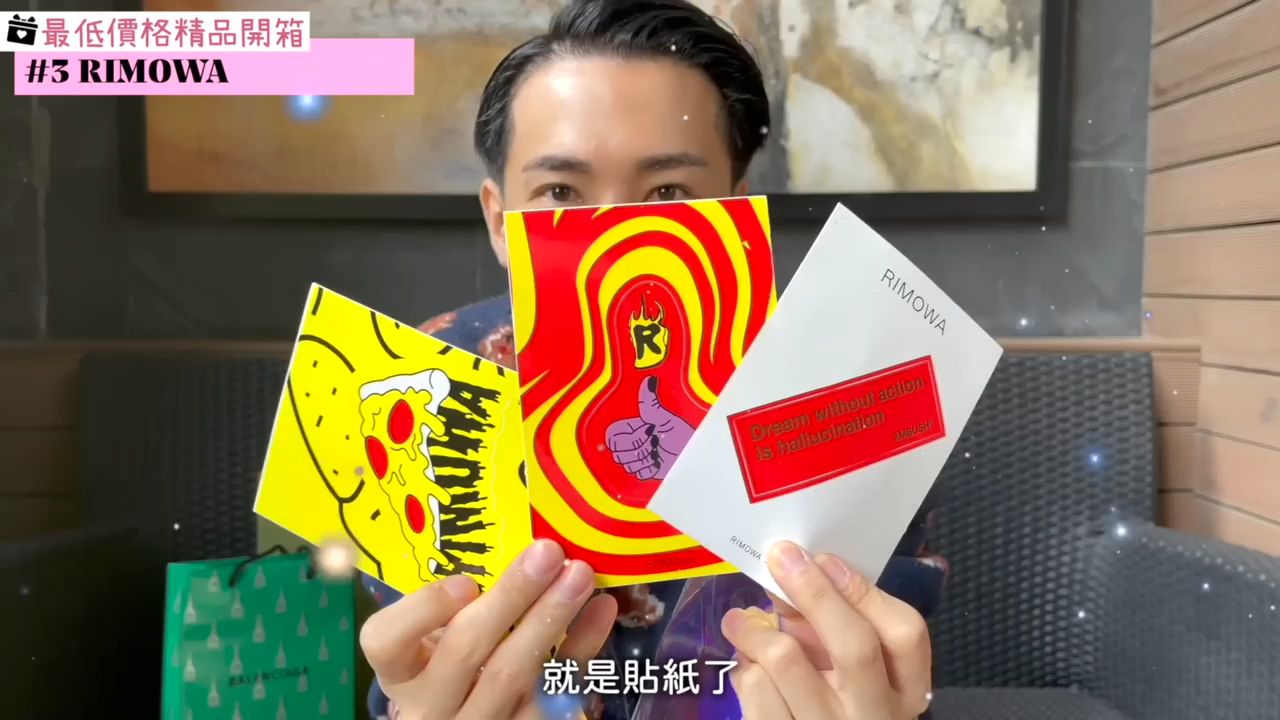 最低價格精品開箱
#3 RIMOWA
R
RIMOWA
Dream without action
is hallucination
AMBUSH
RIMOWA
BALENCIAGA
就是貼紙了